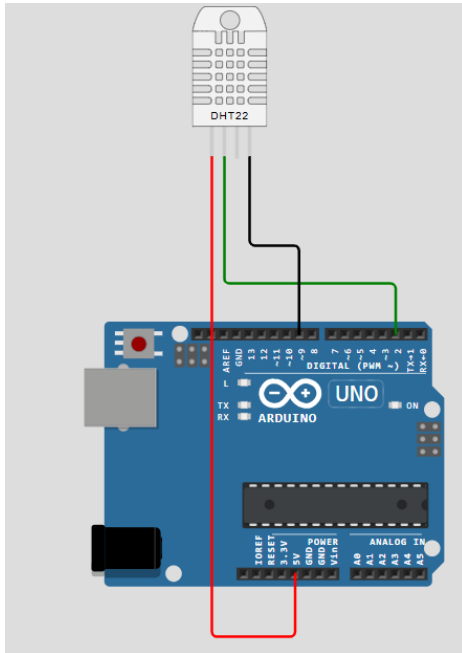 DHT22
AREF
GND
13
12
~11
~10
~9
8
7
~6
~5
4
~3
2
TX→1
RX←0
DIGITAL (PWM ~)
L
TX
RX
UNO
ARDUINO
ON
IOREF
RESET
3.3V
5V
GND
GND
Vin
POWER
ANALOG IN
A0
A1
A2
A3
A4
A5